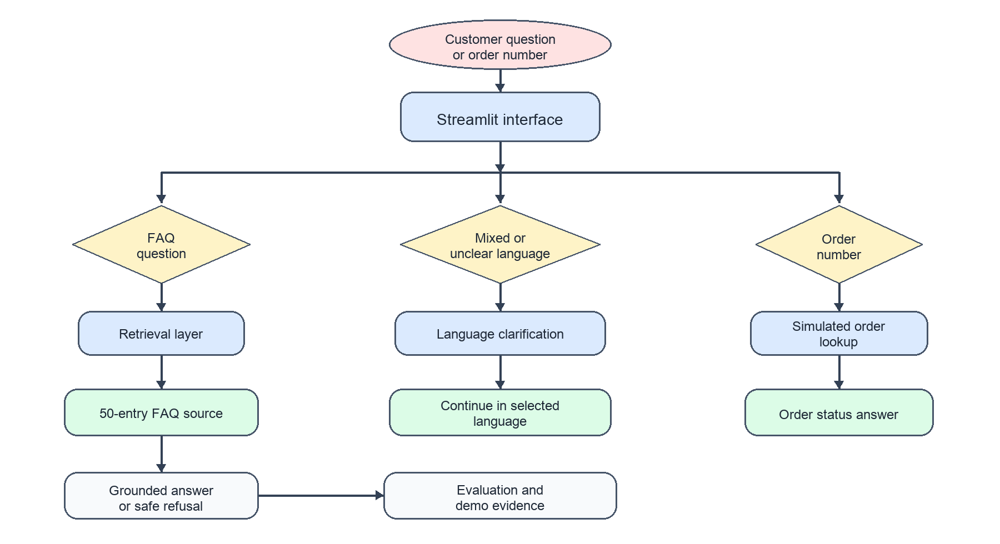 Customer question
or order number
Streamlit interface
FAQ
question
Mixed or
unclear language
Order
number
Retrieval layer
Language clarification
Simulated order
lookup
50-entry FAQ source
Continue in selected
language
Order status answer
Grounded answer
or safe refusal
Evaluation and
demo evidence